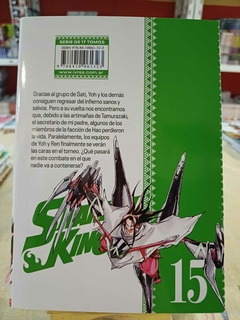 SERIE DE 17 TOMOS
www.ivrea.es
Gracias al grupo de Sati, Yoh y los demás
consiguen regresar del infierno sanos y
salvos. Pero a su vuelta nos encontramos
que, debido a las artimañas de Tamurazaki,
el secretario de mi padre, algunos de los
miembros de la facción de Hao perdieron
la vida. Paralelamente, los equipos
de Yoh y Ren finalmente se verán
las caras en el torneo. ¿Qué pasará
en este combate en el que
nadie va a contenerse?
KING
15